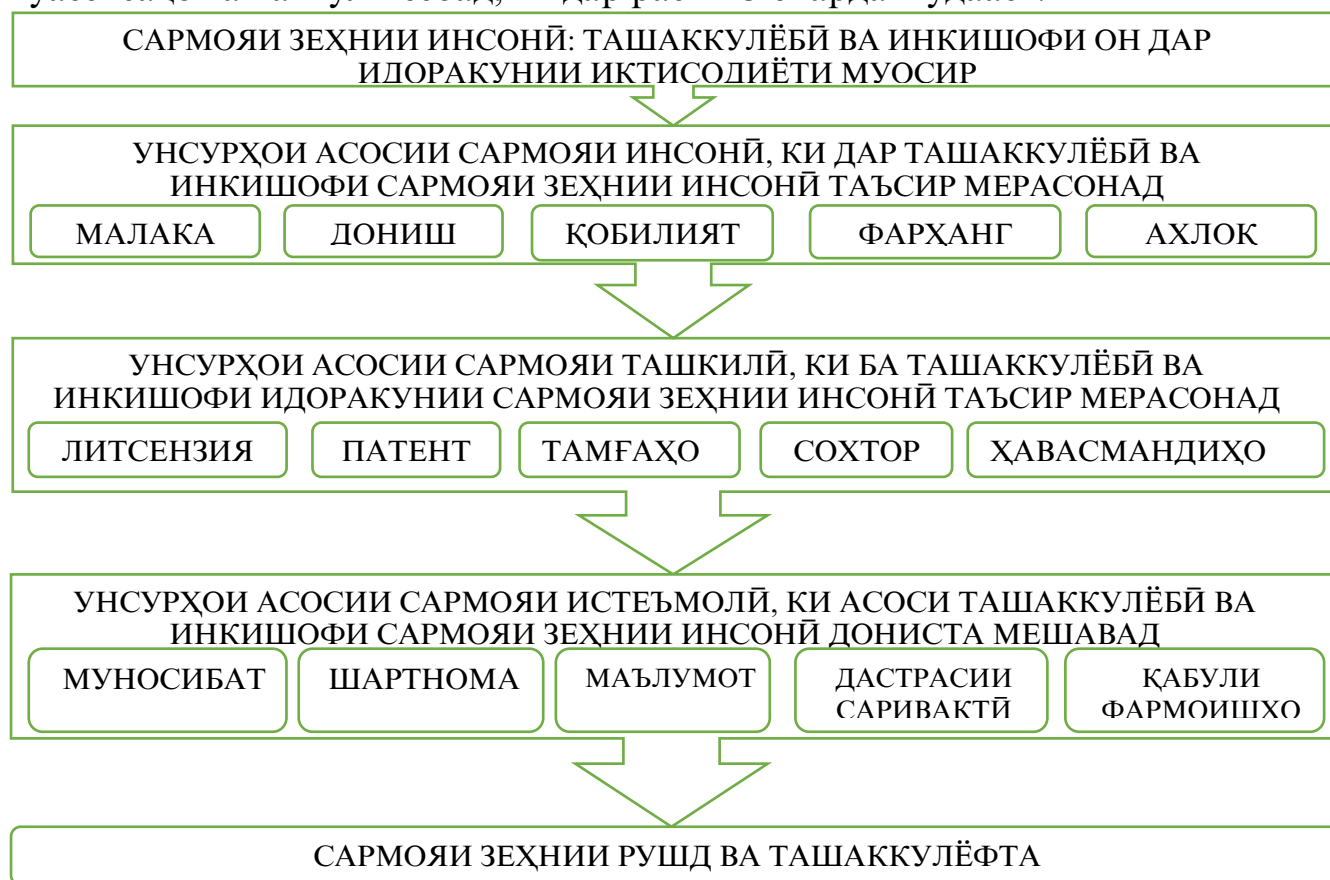 САРМОЯИ ЗЕҲНИИ ИНСОНӢ: ТАШАККУЛЁБӢ ВА ИНКИШОФИ ОН ДАР
ИДОРАКУНИИ ИҚТИСОДИЁТИ МУОСИР
УНСУРҲОИ АСОСИИ САРМОЯИ ИНСОНӢ, КИ ДАР ТАШАККУЛЁБӢ ВА
ИНКИШОФИ САРМОЯИ ЗЕҲНИИ ИНСОНӢ ТАЪСИР МЕРАСОНАД
МАЛАКА ДОНИШ ҚОБИЛИЯТ ФАРҲАНГ АХЛОҚ
УНСУРҲОИ АСОСИИ САРМОЯИ ТАШКИЛӢ, КИ БА ТАШАККУЛЁБӢ ВА
ИНКИШОФИ ИДОРАКУНИИ САРМОЯИ ЗЕҲНИИ ИНСОНӢ ТАЪСИР МЕРАСОНАД
ЛИТСЕНЗИЯ ПАТЕНТ ТАМҒАҲО СОХТОР ҲАВАСМАНДИҲО
УНСУРҲОИ АСОСИИ САРМОЯИ ИСТЕЪМОЛӢ, КИ АСОСИ ТАШАККУЛЁБӢ ВА
ИНКИШОФИ САРМОЯИ ЗЕҲНИИ ИНСОНӢ ДОНИСТА МЕШАВАД
МУНОСИБАТ ШАРТНОМА МАЪЛУМОТ ДАСТРАСИИ ҚАБУЛИ
САРИВАҚТӢ ФАРМОИШҲО
САРМОЯИ ЗЕҲНИИ РУШД ВА ТАШАККУЛЁФТА